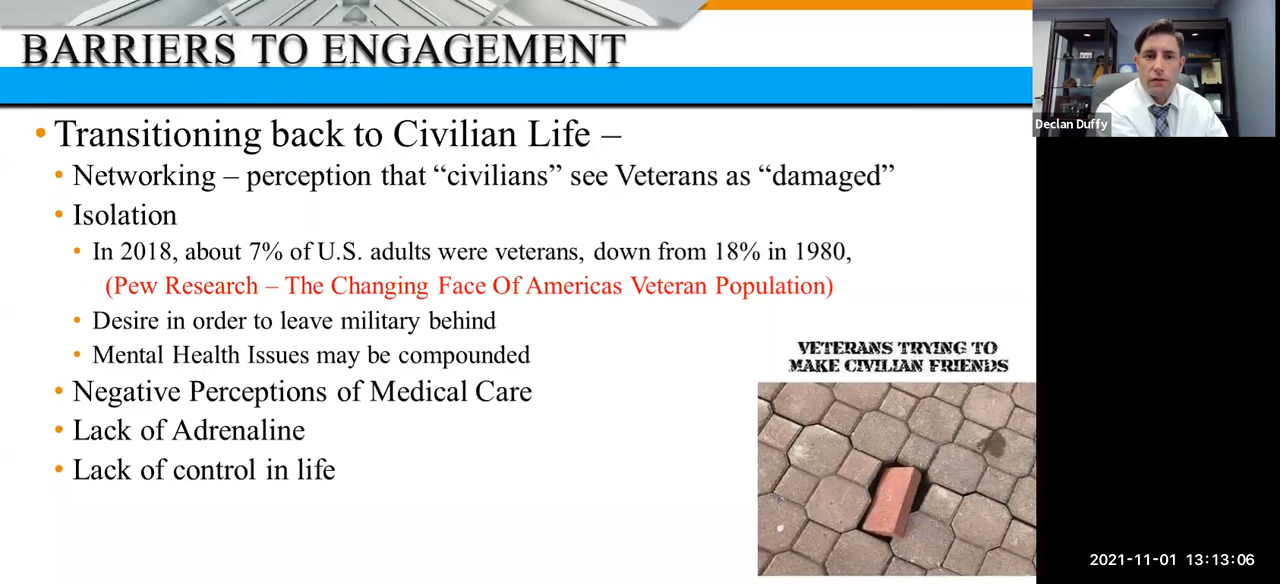 BARRIERS TO ENGAGEMENT
Declan Duffy
• Transitioning back to Civilian Life –
• Networking – perception that “civilians” see Veterans as “damaged”
• Isolation
• In 2018, about 7% of U.S. adults were veterans, down from 18% in 1980,
(Pew Research – The Changing Face Of Americas Veteran Population)
• Desire in order to leave military behind
• Mental Health Issues may be compounded
• Negative Perceptions of Medical Care
• Lack of Adrenaline
• Lack of control in life
VETERANS TRYING TO
MAKE CIVILIAN FRIENDS
2021-11-01 13:13:06